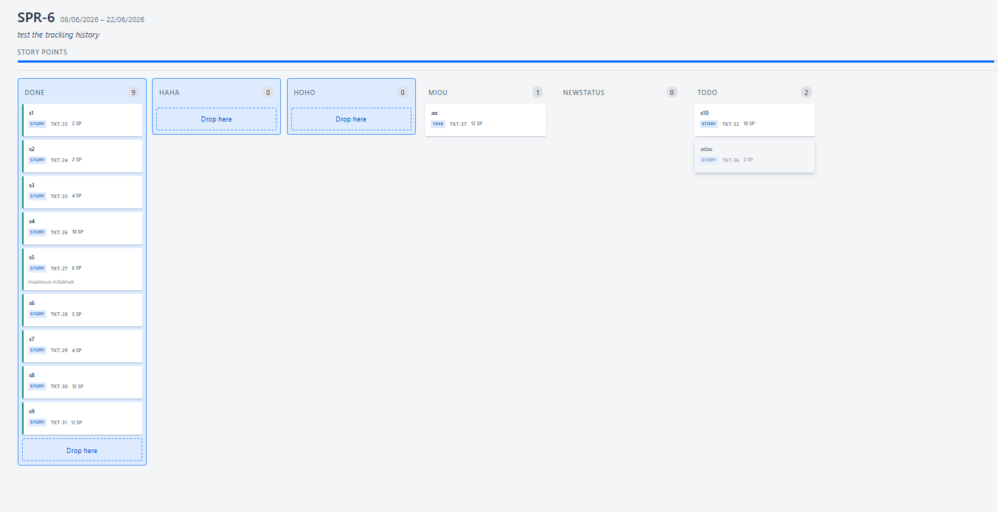 SPR-6 08/06/2026 – 22/06/2026
test the tracking history
STORY POINTS
DONE 9
s1
STORY TKT-23 2 SP
s2
STORY TKT-24 2 SP
s3
STORY TKT-25 4 SP
s4
STORY TKT-26 10 SP
s5
STORY TKT-27 6 SP
maamoun m3almak
s6
STORY TKT-28 5 SP
s7
STORY TKT-29 4 SP
s8
STORY TKT-30 15 SP
s9
STORY TKT-31 11 SP
Drop here
HAHA 0
Drop here
HOHO 0
Drop here
MIOU 1
aa
TASK TKT-37 12 SP
NEWSTATUS 0
TODO 2
s10
STORY TKT-32 10 SP
adas
STORY TKT-36 2 SP